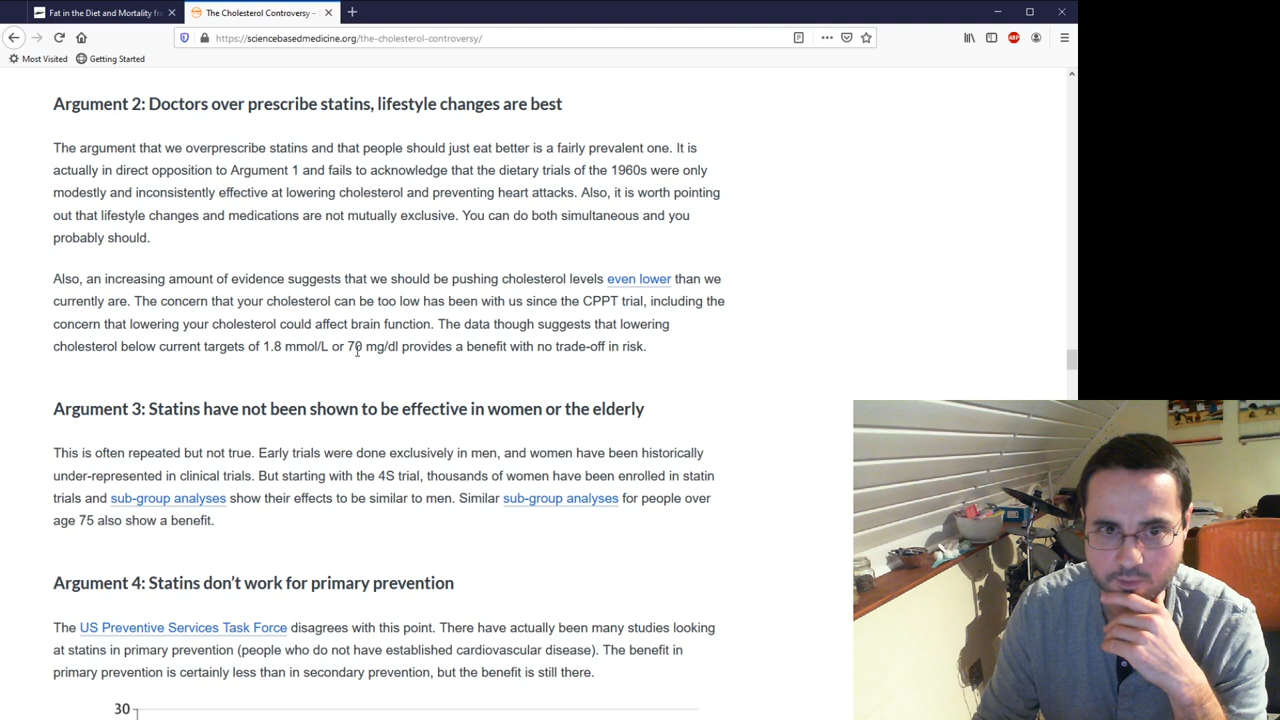 Fat in the Diet and Mortality fro
The Cholesterol Controversy –
https://sciencebasedmedicine.org/the-cholesterol-controversy/
ABP
Most Visited
Getting Started
Argument 2: Doctors over prescribe statins, lifestyle changes are best
The argument that we overprescribe statins and that people should just eat better is a fairly prevalent one. It is
actually in direct opposition to Argument 1 and fails to acknowledge that the dietary trials of the 1960s were only
modestly and inconsistently effective at lowering cholesterol and preventing heart attacks. Also, it is worth pointing
out that lifestyle changes and medications are not mutually exclusive. You can do both simultaneous and you
probably should.
Also, an increasing amount of evidence suggests that we should be pushing cholesterol levels even lower than we
currently are. The concern that your cholesterol can be too low has been with us since the CPPT trial, including the
concern that lowering your cholesterol could affect brain function. The data though suggests that lowering
cholesterol below current targets of 1.8 mmol/L or 70 mg/dl provides a benefit with no trade-off in risk.
Argument 3: Statins have not been shown to be effective in women or the elderly
This is often repeated but not true. Early trials were done exclusively in men, and women have been historically
under-represented in clinical trials. But starting with the 4S trial, thousands of women have been enrolled in statin
trials and sub-group analyses show their effects to be similar to men. Similar sub-group analyses for people over
age 75 also show a benefit.
Argument 4: Statins don’t work for primary prevention
The US Preventive Services Task Force disagrees with this point. There have actually been many studies looking
at statins in primary prevention (people who do not have established cardiovascular disease). The benefit in
primary prevention is certainly less than in secondary prevention, but the benefit is still there.
30